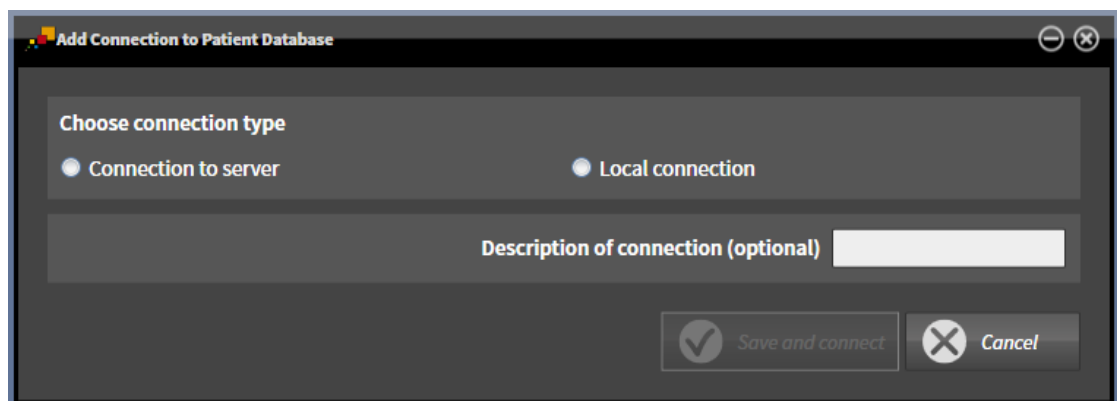 Add Connection to Patient Database
Choose connection type
Connection to server
Local connection
Description of connection (optional)
Save and connect
Cancel